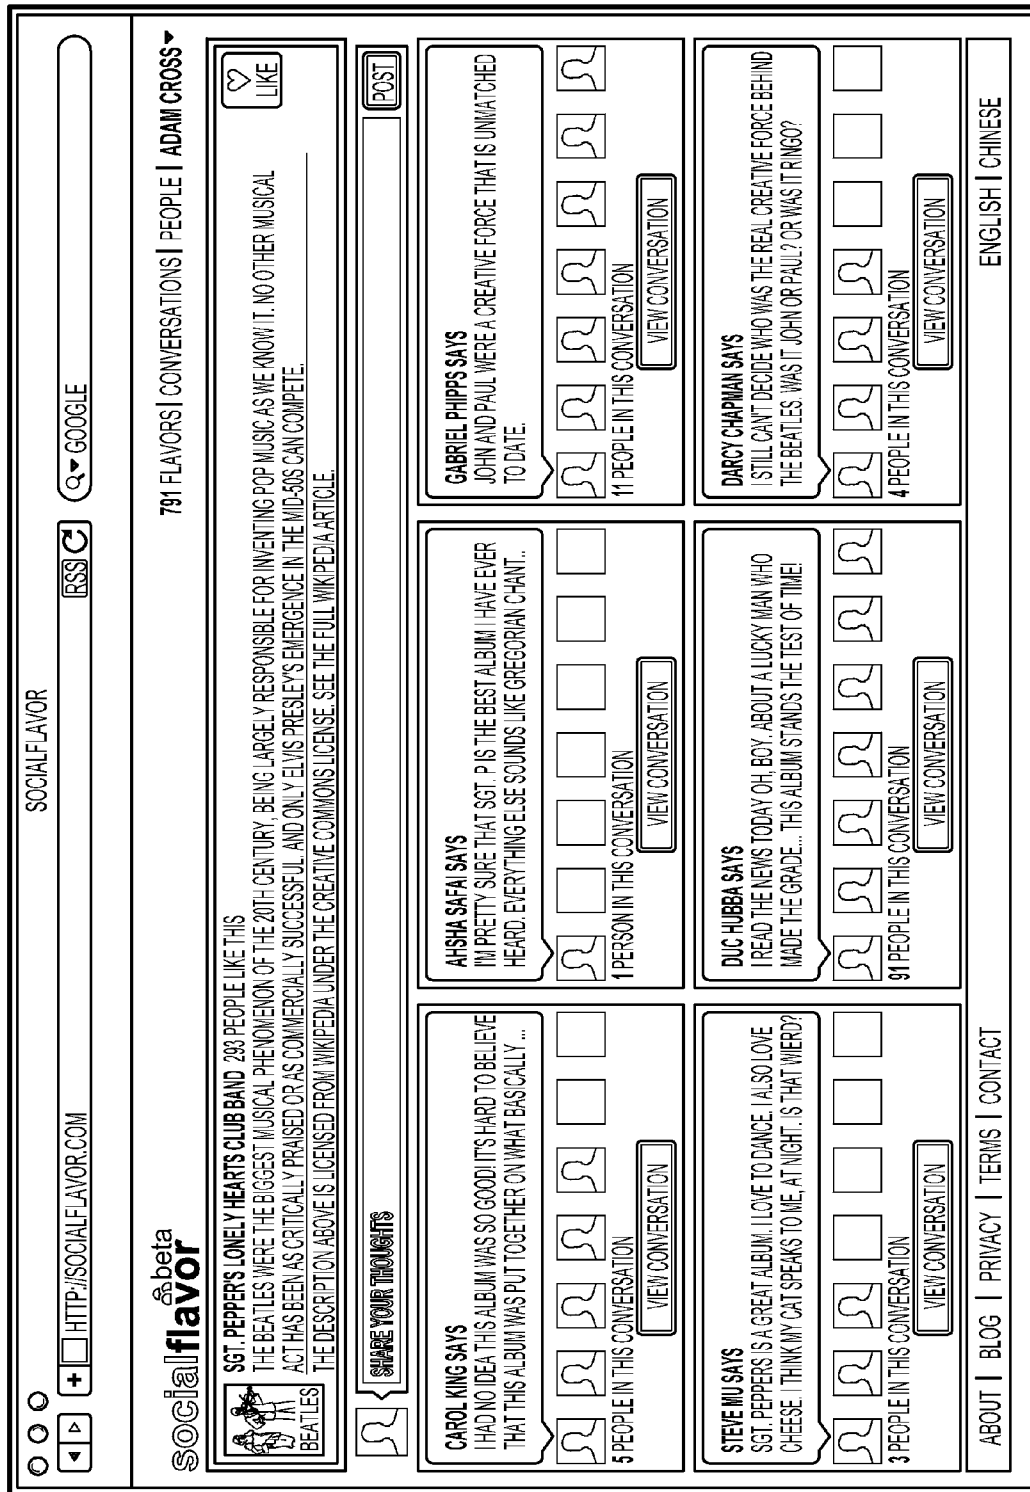 SOCIALFLAVOR
+ HTTP://SOCIALFLAVOR.COM RSS GOOGLE
socialflavor beta
791 FLAVORS | CONVERSATIONS | PEOPLE | ADAM CROSS
SGT. PEPPER'S LONELY HEARTS CLUB BAND 293 PEOPLE LIKE THIS
THE BEATLES WERE THE BIGGEST MUSICAL PHENOMENON OF THE 20TH CENTURY, BEING LARGELY RESPONSIBLE FOR INVENTING POP MUSIC AS WE KNOW IT. NO OTHER MUSICAL
ACT HAS BEEN AS CRITICALLY PRAISED OR AS COMMERCIALLY SUCCESSFUL. AND ONLY ELVIS PRESLEY'S EMERGENCE IN THE MID-50S CAN COMPETE.
THE DESCRIPTION ABOVE IS LICENSED FROM WIKIPEDIA UNDER THE CREATIVE COMMONS LICENSE. SEE THE FULL WIKIPEDIA ARTICLE.
BEATLES
LIKE
SHARE YOUR THOUGHTS
POST
CAROL KING SAYS
I HAD NO IDEA THIS ALBUM WAS SO GOOD! IT'S HARD TO BELIEVE
THAT THIS ALBUM WAS PUT TOGETHER ON WHAT BASICALLY ...
5 PEOPLE IN THIS CONVERSATION
VIEW CONVERSATION
AHSHA SAFAI SAYS
I'M PRETTY SURE THAT SGT. P IS THE BEST ALBUM I HAVE EVER
HEARD. EVERYTHING ELSE SOUNDS LIKE GREGORIAN CHANT..
1 PERSON IN THIS CONVERSATION
VIEW CONVERSATION
GABRIEL PHIPPS SAYS
JOHN AND PAUL WERE A CREATIVE FORCE THAT IS UNMATCHED
TO DATE.
11 PEOPLE IN THIS CONVERSATION
VIEW CONVERSATION
STEVE MU SAYS
SGT. PEPPERS IS A GREAT ALBUM. I LOVE TO DANCE. I ALSO LOVE
CHEESE. I THINK MY CAT SPEAKS TO ME, AT NIGHT. IS THAT WIERD?
3 PEOPLE IN THIS CONVERSATION
VIEW CONVERSATION
DUC HUBBA SAYS
I READ THE NEWS TODAY OH, BOY. ABOUT A LUCKY MAN WHO
MADE THE GRADE... THIS ALBUM STANDS THE TEST OF TIME!
91 PEOPLE IN THIS CONVERSATION
VIEW CONVERSATION
DARCY CHAPMAN SAYS
I STILL CAN'T DECIDE WHO WAS THE REAL CREATIVE FORCE BEHIND
THE BEATLES. WAS IT JOHN OR PAUL? OR WAS IT RINGO?
4 PEOPLE IN THIS CONVERSATION
VIEW CONVERSATION
ABOUT | BLOG | PRIVACY | TERMS | CONTACT
ENGLISH | CHINESE